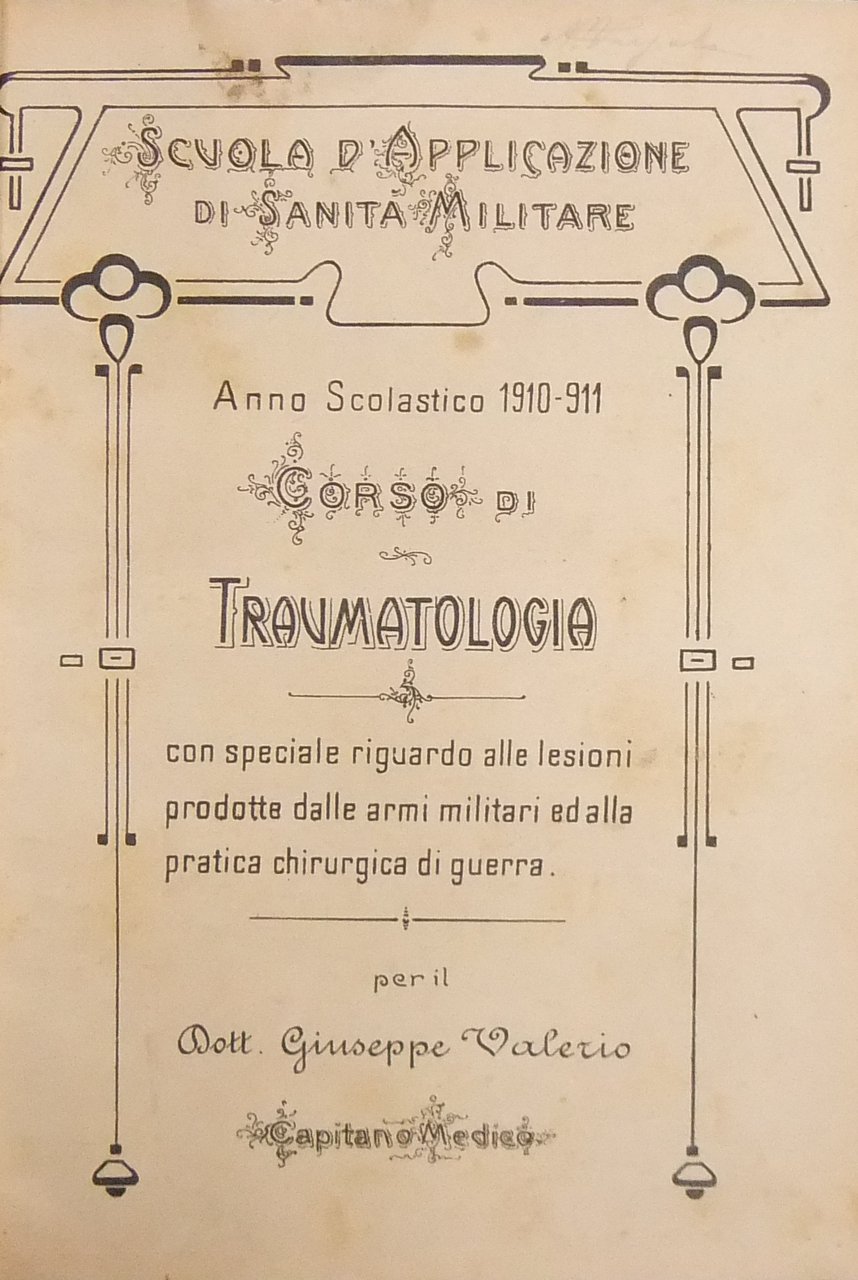 SCUOLA D'APPLICAZIONE
DI SANITA MILITARE
Anno Scolastico 1910-911
CORSO DI
TRAUMATOLOGIA
con speciale riguardo alle lesioni
prodotte dalle armi militari ed alla
pratica chirurgica di guerra.
per il
Dott. Giuseppe Valerio
Capitano Medico